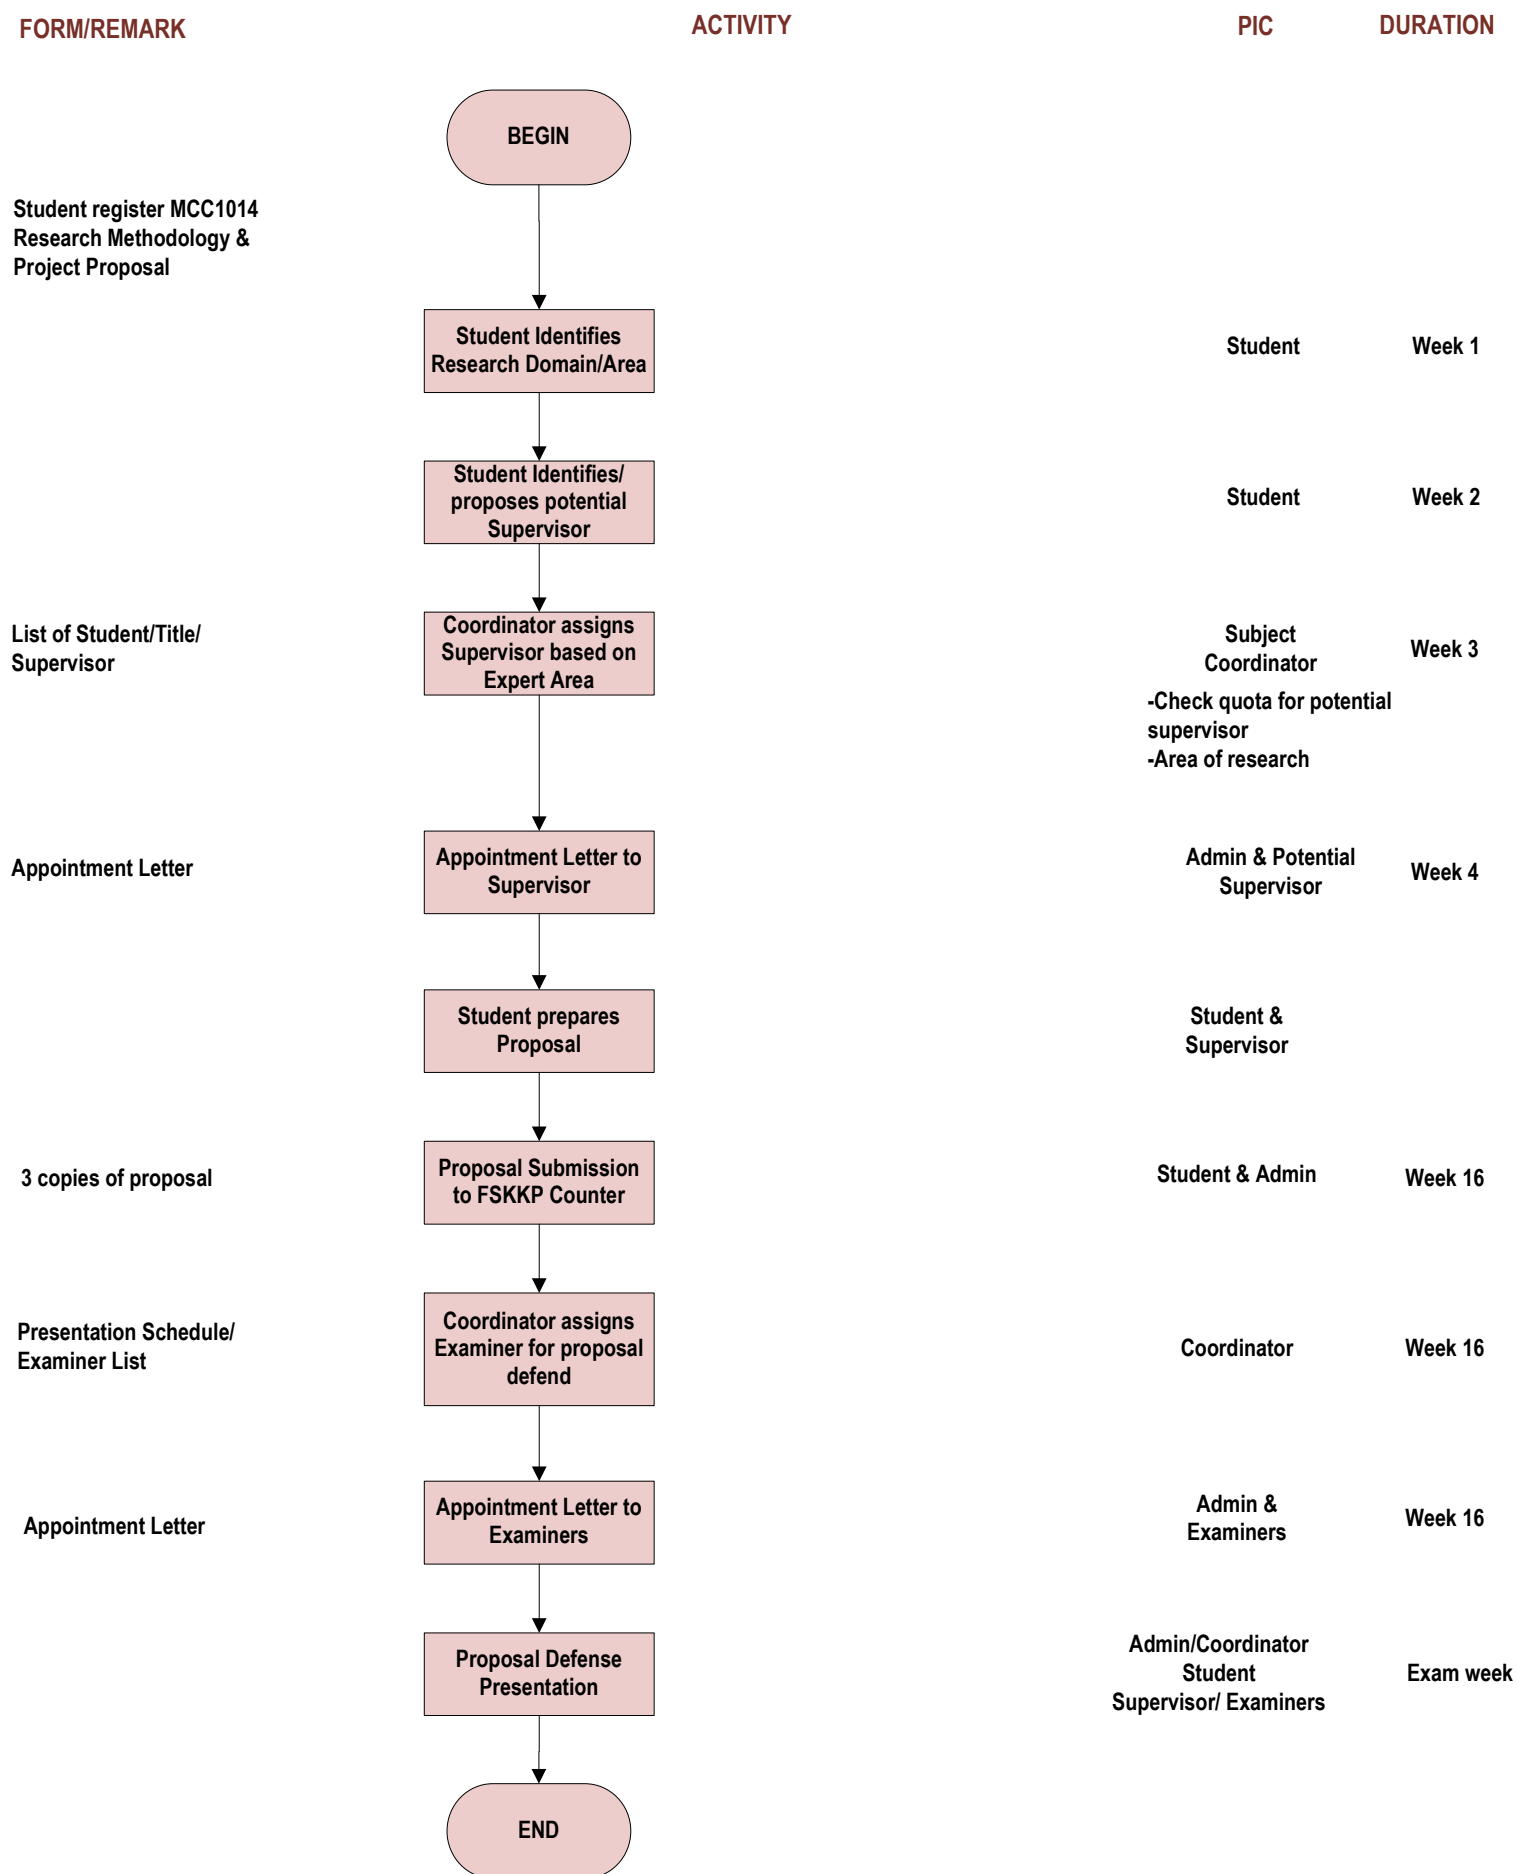 FORM/REMARK
ACTIVITY
PIC
DURATION
BEGIN
Student register MCC1014
Research Methodology &
Project Proposal
Student Identifies
Research Domain/Area
Student
Week 1
Student Identifies/
proposes potential
Supervisor
Student
Week 2
List of Student/Title/
Supervisor
Coordinator assigns
Supervisor based on
Expert Area
Subject
Coordinator
Week 3
-Check quota for potential
supervisor
-Area of research
Appointment Letter
Appointment Letter to
Supervisor
Admin & Potential
Supervisor
Week 4
Student prepares
Proposal
Student &
Supervisor
3 copies of proposal
Proposal Submission
to FSKKP Counter
Student & Admin
Week 16
Presentation Schedule/
Examiner List
Coordinator assigns
Examiner for proposal
defend
Coordinator
Week 16
Appointment Letter
Appointment Letter to
Examiners
Admin &
Examiners
Week 16
Proposal Defense
Presentation
Admin/Coordinator
Student
Supervisor/ Examiners
Exam week
END